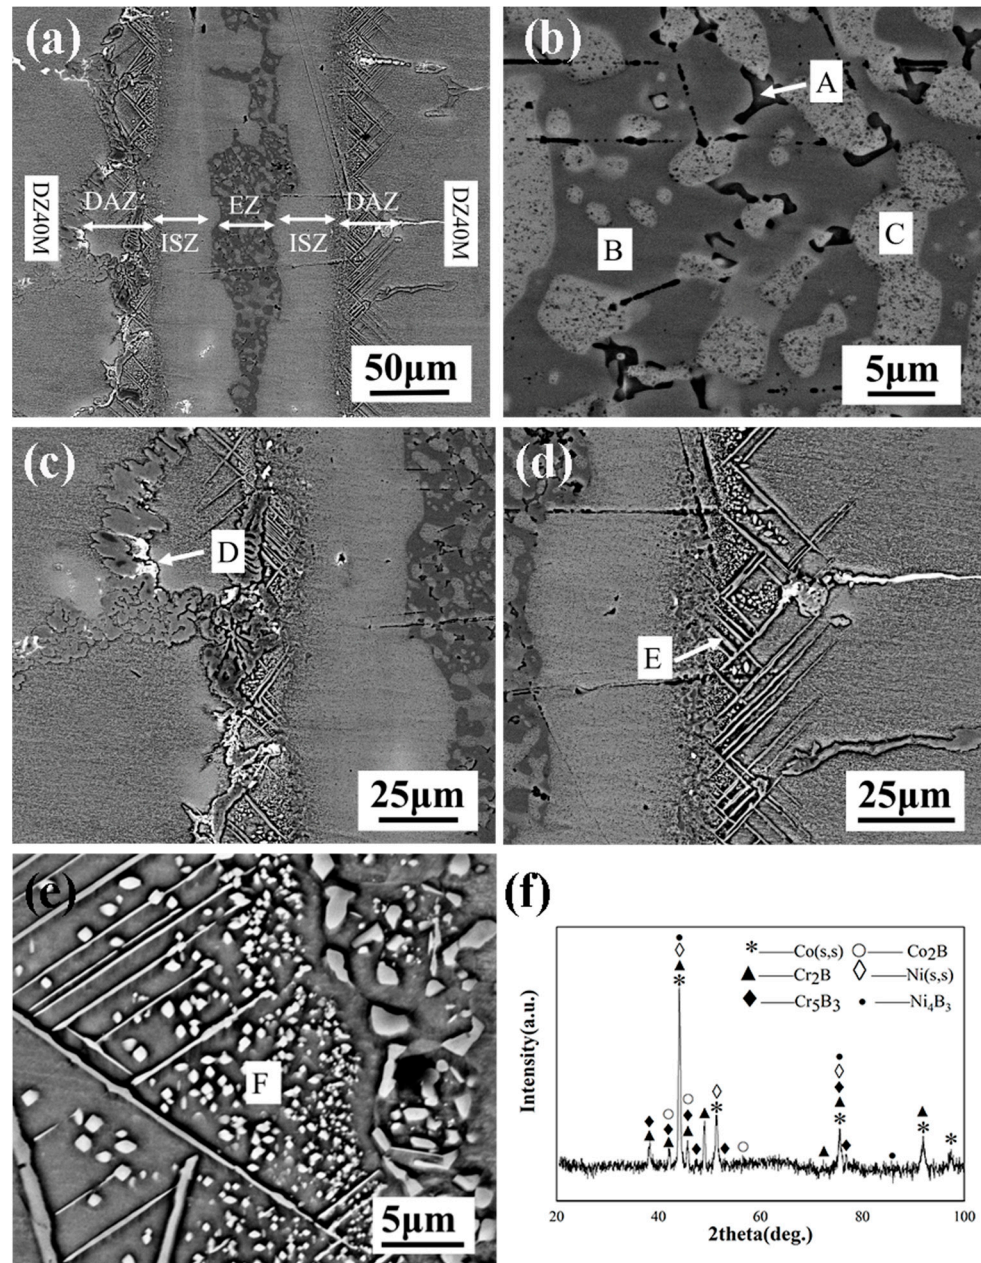 (a)
DZ40M
DAZ
ISZ
EZ
ISZ
DAZ
DZ40M
50μm
(b)
A
B
C
5μm
(c)
D
25μm
(d)
E
25μm
(e)
F
5μm
(f)
Intensity(a.u.)
* Co(s,s) ○ Co₂B
▲ Cr₂B ◇ Ni(s,s)
◆ Cr₅B₃ • Ni₄B₃
20 40 60 80 100
2theta(deg.)